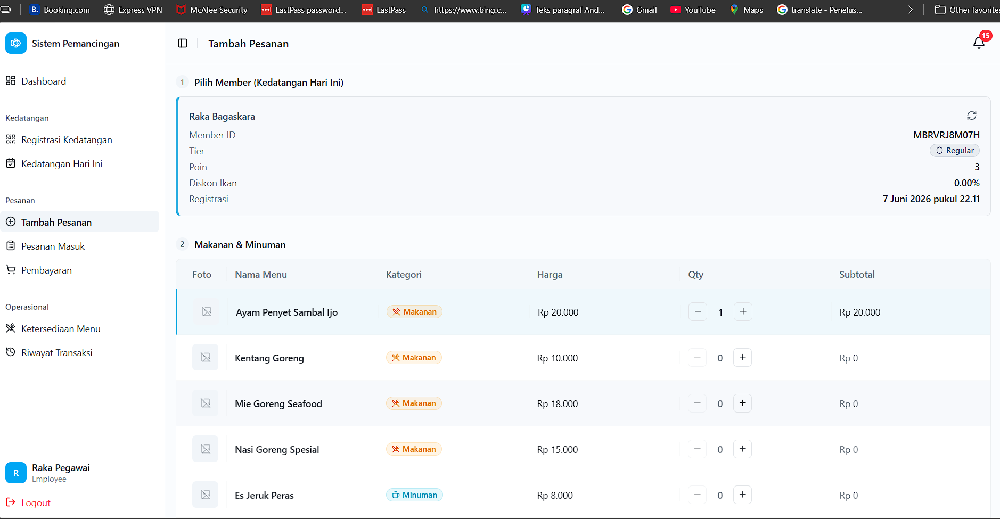 Booking.com Express VPN McAfee Security LastPass password... LastPass https://www.bing.c... Teks paragraf And... Gmail YouTube Maps translate - Penelus... Other favorites
Sistem Pemancingan
Dashboard
Kedatangan
Registrasi Kedatangan
Kedatangan Hari Ini
Pesanan
Tambah Pesanan
Pesanan Masuk
Pembayaran
Operasional
Ketersediaan Menu
Riwayat Transaksi
R
Raka Pegawai
Employee
Logout
Tambah Pesanan
15
1 Pilih Member (Kedatangan Hari Ini)
Raka Bagaskara
Member ID MBRVRJ8M07H
Tier Regular
Poin 3
Diskon Ikan 0.00%
Registrasi 7 Juni 2026 pukul 22.11
2 Makanan & Minuman
Foto Nama Menu Kategori Harga Qty Subtotal
Ayam Penyet Sambal Ijo Makanan Rp 20.000 − 1 + Rp 20.000
Kentang Goreng Makanan Rp 10.000 − 0 + Rp 0
Mie Goreng Seafood Makanan Rp 18.000 − 0 + Rp 0
Nasi Goreng Spesial Makanan Rp 15.000 − 0 + Rp 0
Es Jeruk Peras Minuman Rp 8.000 − 0 + Rp 0